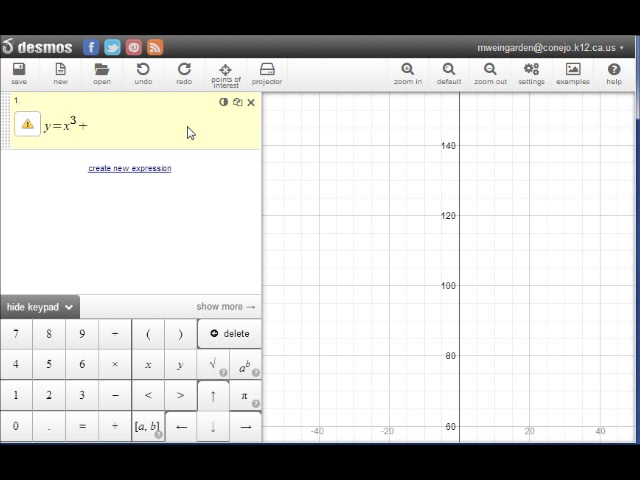 desmos
mweingarden@conejo.k12.ca.us
save new open undo redo points of interest projector zoom in default zoom out settings examples help
1.
y=x³+
create new expression
140
120
100
80
60
-40 -20 20 40
hide keypad show more →
7 8 9 ÷ ( ) delete
4 5 6 × x y √ aᵇ
1 2 3 − < > ↑ π
0 . = + [a, b] ← ↓ →